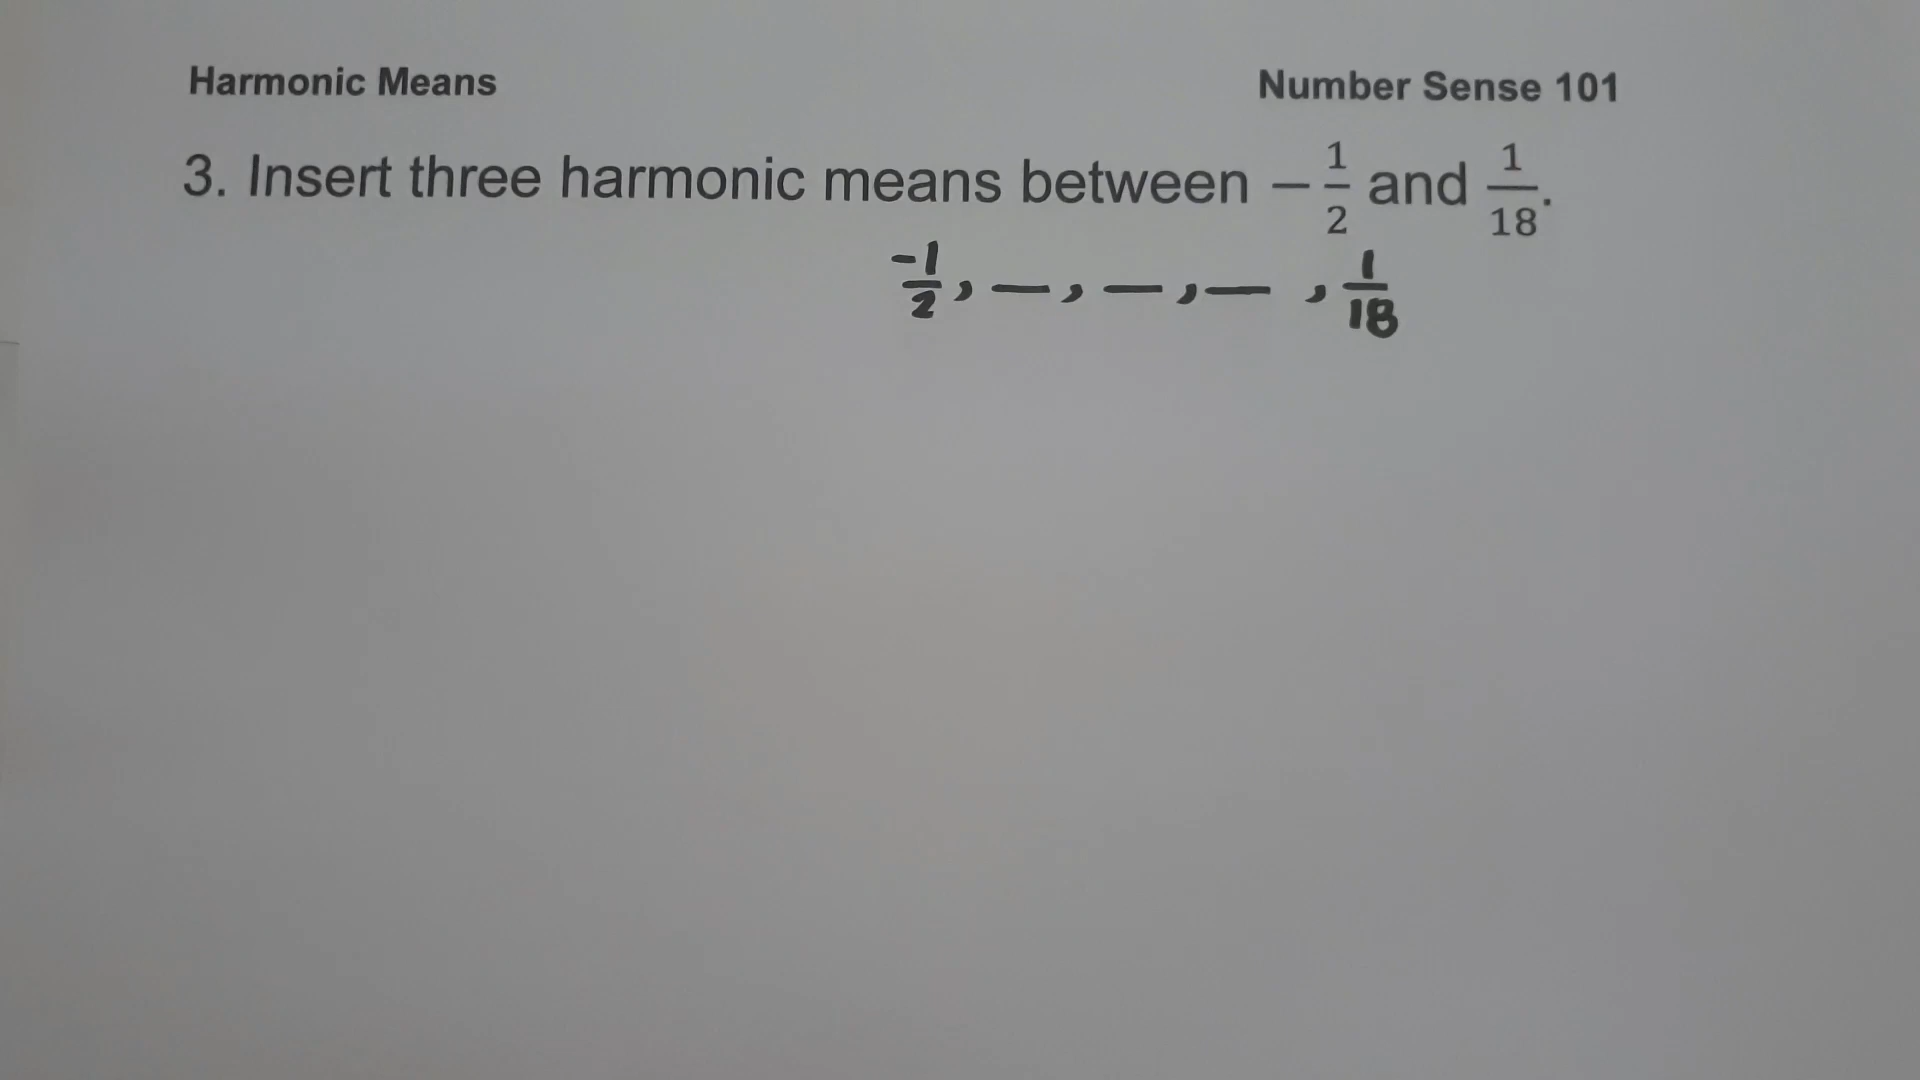 Harmonic Means Number Sense 101
3. Insert three harmonic means between −1/2 and 1/18.
-1/2, _, _, _, 1/18